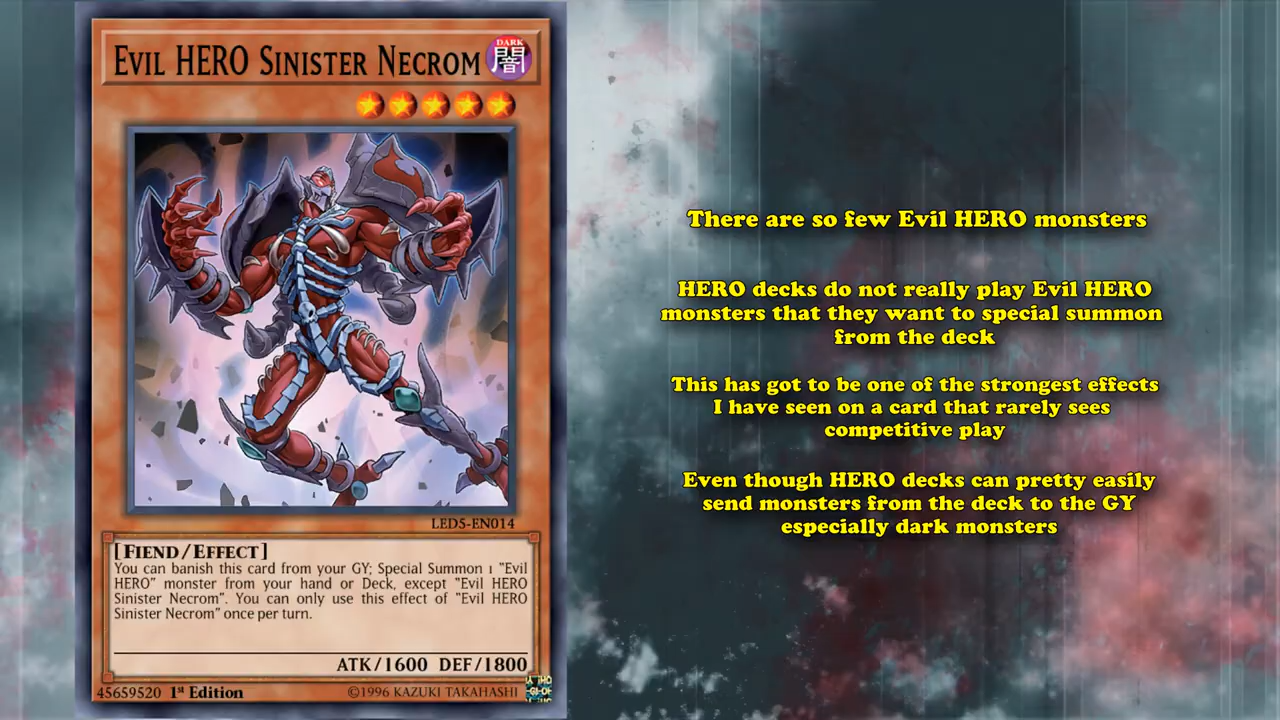 EVIL HERO SINISTER NECROM
DARK
闇
LED5-EN014
[FIEND/EFFECT]
You can banish this card from your GY; Special Summon 1 "Evil
HERO" monster from your hand or Deck, except "Evil HERO
Sinister Necrom". You can only use this effect of "Evil HERO
Sinister Necrom" once per turn.
ATK/1600 DEF/1800
45659520 1st Edition ©1996 KAZUKI TAKAHASHI
There are so few Evil HERO monsters
HERO decks do not really play Evil HERO
monsters that they want to special summon
from the deck
This has got to be one of the strongest effects
I have seen on a card that rarely sees
competitive play
Even though HERO decks can pretty easily
send monsters from the deck to the GY
especially dark monsters